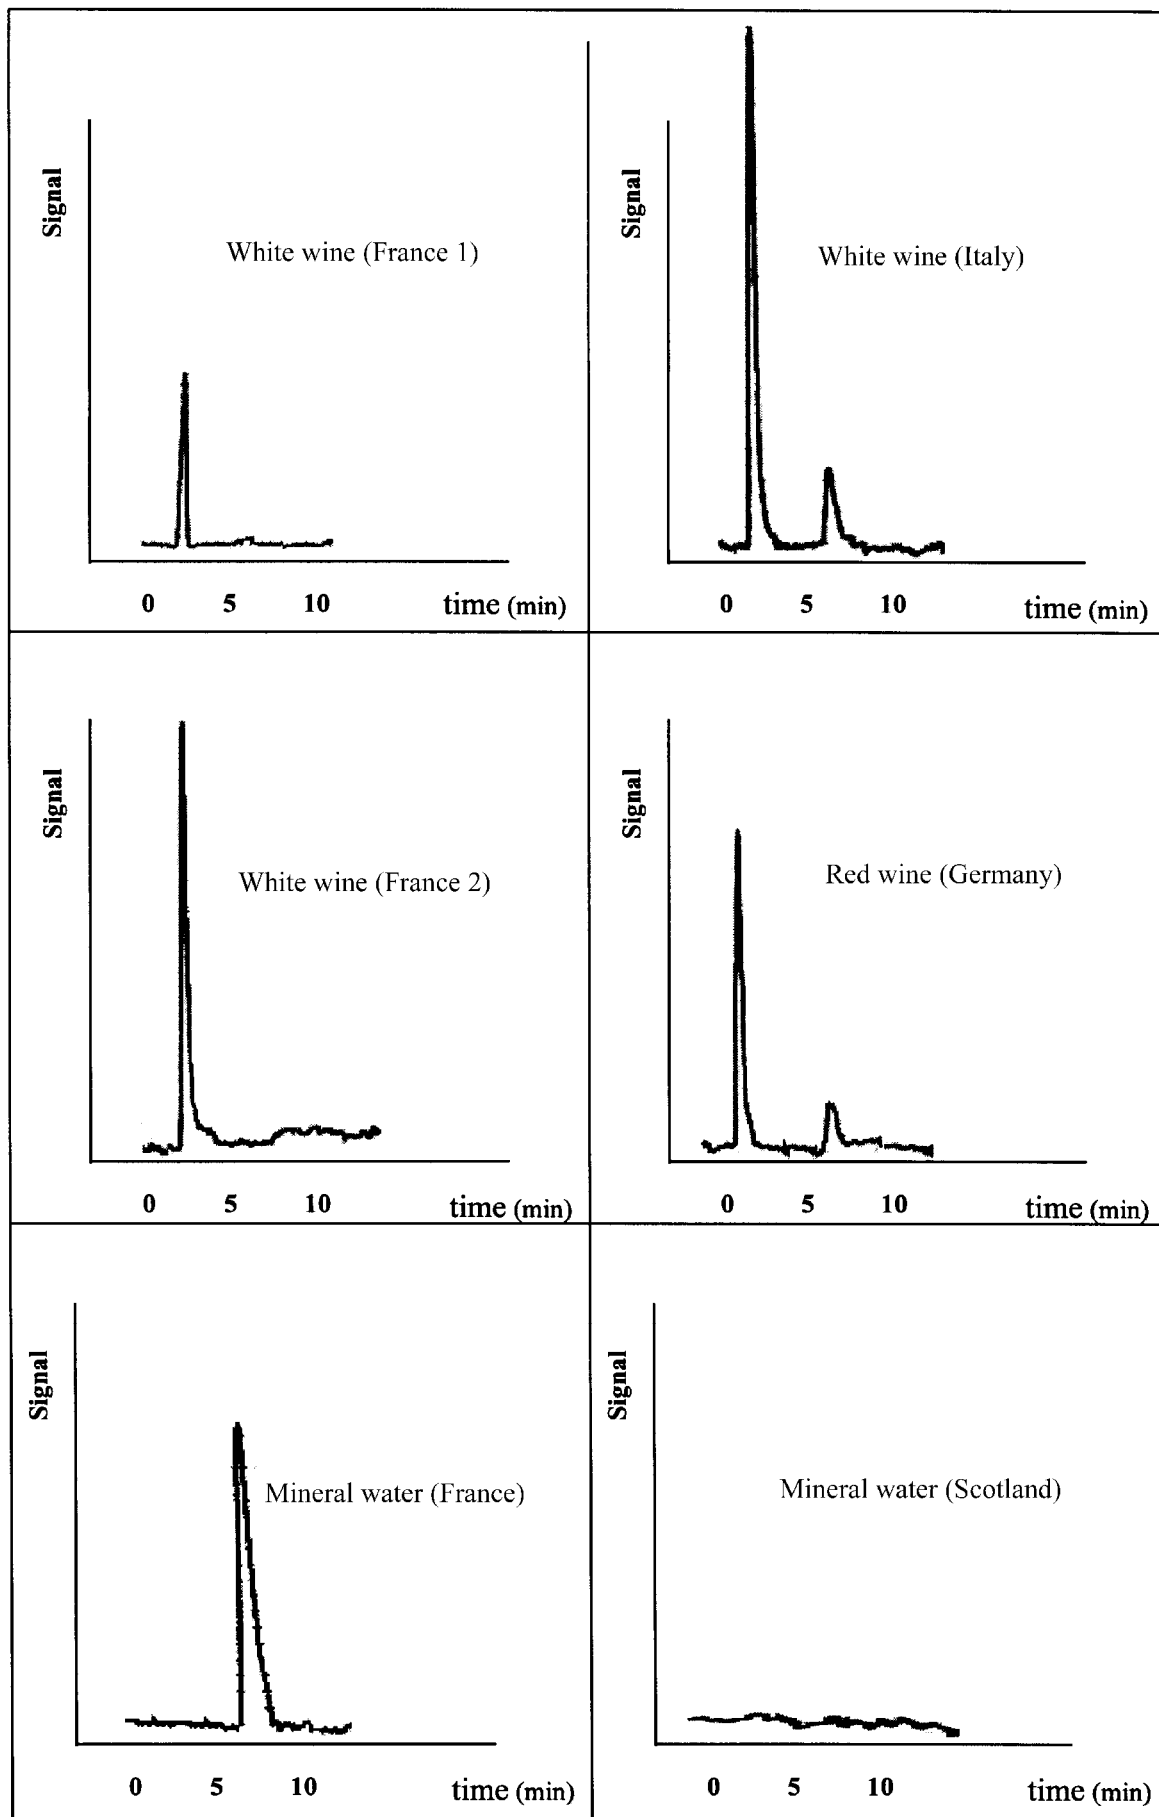 Signal
White wine (France 1)
0 5 10 time (min)
Signal
White wine (Italy)
0 5 10 time (min)
Signal
White wine (France 2)
0 5 10 time (min)
Signal
Red wine (Germany)
0 5 10 time (min)
Signal
Mineral water (France)
0 5 10 time (min)
Signal
Mineral water (Scotland)
0 5 10 time (min)